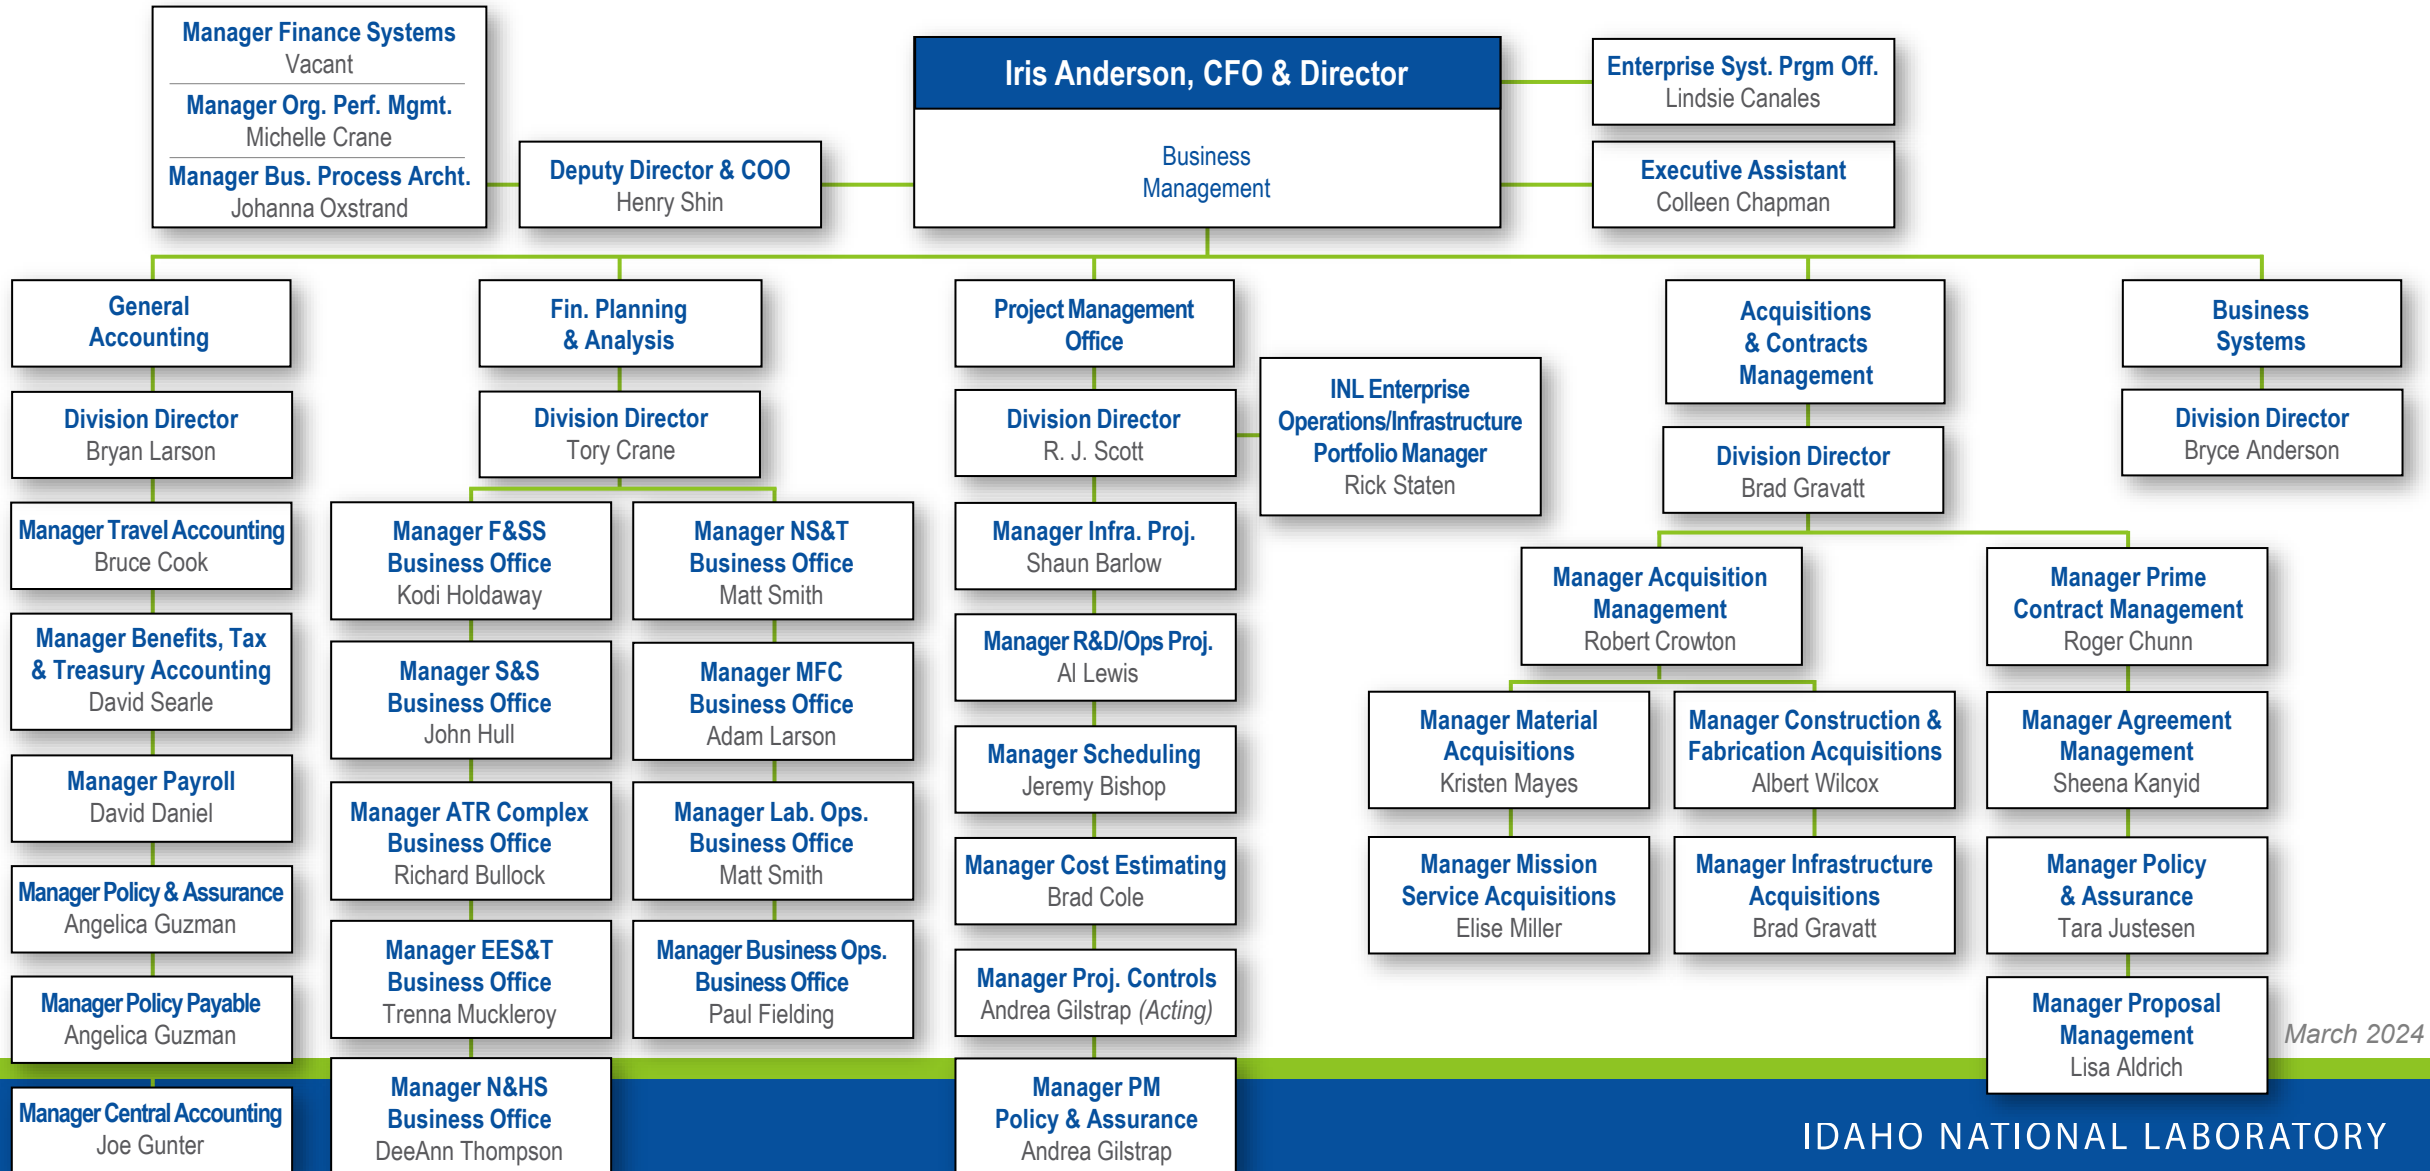 Manager Finance Systems
Vacant
Manager Org. Perf. Mgmt.
Michelle Crane
Manager Bus. Process Archt.
Johanna Oxstrand
Deputy Director & COO
Henry Shin
Iris Anderson, CFO & Director
Business
Management
Enterprise Syst. Prgm Off.
Lindsie Canales
Executive Assistant
Colleen Chapman
General
Accounting
Division Director
Bryan Larson
Manager Travel Accounting
Bruce Cook
Manager Benefits, Tax
& Treasury Accounting
David Searle
Manager Payroll
David Daniel
Manager Policy & Assurance
Angelica Guzman
Manager Policy Payable
Angelica Guzman
Manager Central Accounting
Joe Gunter
Fin. Planning
& Analysis
Division Director
Tory Crane
Manager F&SS
Business Office
Kodi Holdaway
Manager S&S
Business Office
John Hull
Manager ATR Complex
Business Office
Richard Bullock
Manager EES&T
Business Office
Trenna Muckleroy
Manager N&HS
Business Office
DeeAnn Thompson
Manager NS&T
Business Office
Matt Smith
Manager MFC
Business Office
Adam Larson
Manager Lab. Ops.
Business Office
Matt Smith
Manager Business Ops.
Business Office
Paul Fielding
Project Management
Office
Division Director
R. J. Scott
INL Enterprise
Operations/Infrastructure
Portfolio Manager
Rick Staten
Manager Infra. Proj.
Shaun Barlow
Manager R&D/Ops Proj.
Al Lewis
Manager Scheduling
Jeremy Bishop
Manager Cost Estimating
Brad Cole
Manager Proj. Controls
Andrea Gilstrap (Acting)
Manager PM
Policy & Assurance
Andrea Gilstrap
Acquisitions
& Contracts
Management
Division Director
Brad Gravatt
Manager Acquisition
Management
Robert Crowton
Manager Material
Acquisitions
Kristen Mayes
Manager Mission
Service Acquisitions
Elise Miller
Manager Construction &
Fabrication Acquisitions
Albert Wilcox
Manager Infrastructure
Acquisitions
Brad Gravatt
Manager Prime
Contract Management
Roger Chunn
Manager Agreement
Management
Sheena Kanyid
Manager Policy
& Assurance
Tara Justesen
Manager Proposal
Management
Lisa Aldrich
Business
Systems
Division Director
Bryce Anderson
March 2024
IDAHO NATIONAL LABORATORY